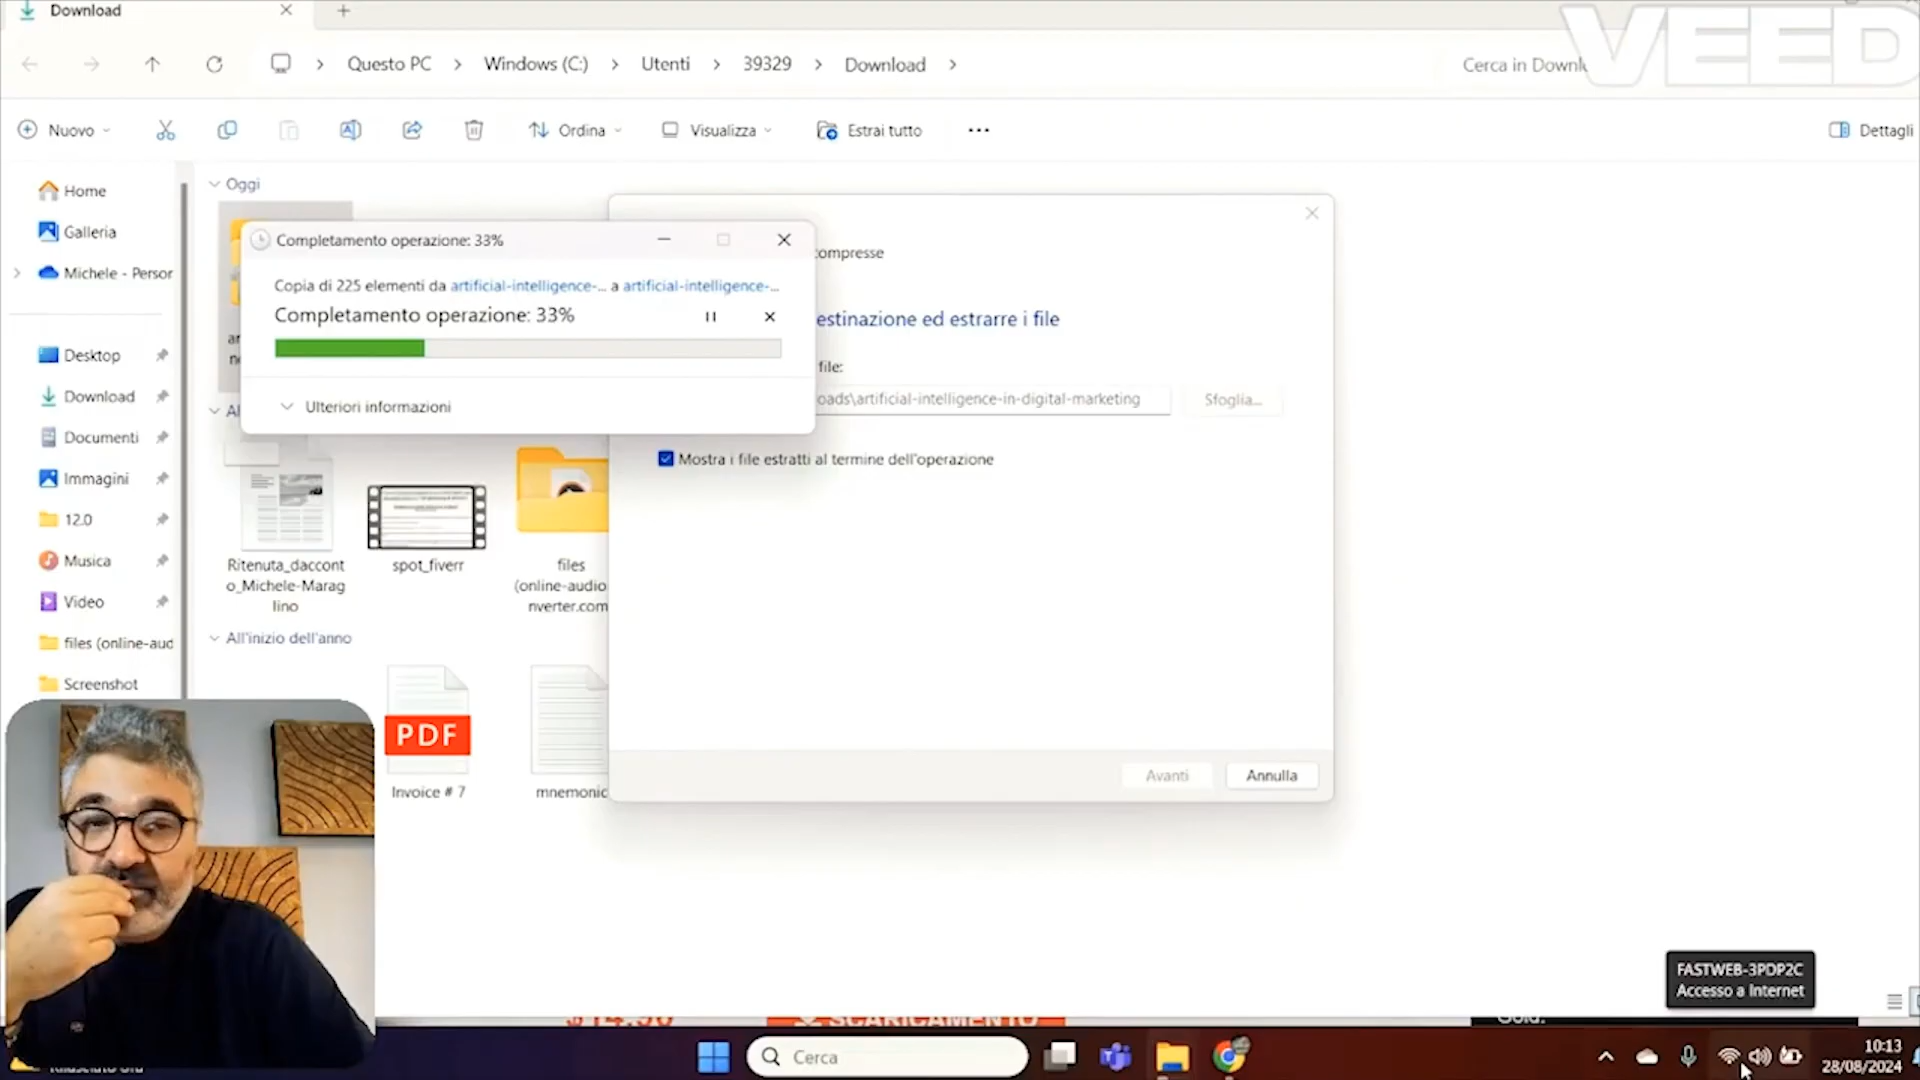 Download
VEED
Questo PC > Windows (C:) > Utenti > 39329 > Download >
Cerca in
Nuovo
Ordina
Visualizza
Estrai tutto
Dettagli
Home
Galleria
Michele - Persor
Desktop
Download
Documenti
Immagini
12.0
Musica
Video
files (online-aud
Screenshot
Oggi
Completamento operazione: 33%
Copia di 225 elementi da artificial-intelligence-... a artificial-intelligence-...
Completamento operazione: 33%
Ulteriori informazioni
compresse
estinazione ed estrarre i file
file:
oads\artificial-intelligence-in-digital-marketing
Sfoglia...
Mostra i file estratti al termine dell'operazione
Avanti
Annulla
Ritenuta_daccont
o_Michele-Marag
lino
spot_fiverr
files
(online-audio
nverter.com
All'inizio dell'anno
PDF
Invoice # 7
mnemonic
FASTWEB-3PDP2C
Accesso a Internet
SCARICAMENTO
Cerca
10:13
28/08/2024